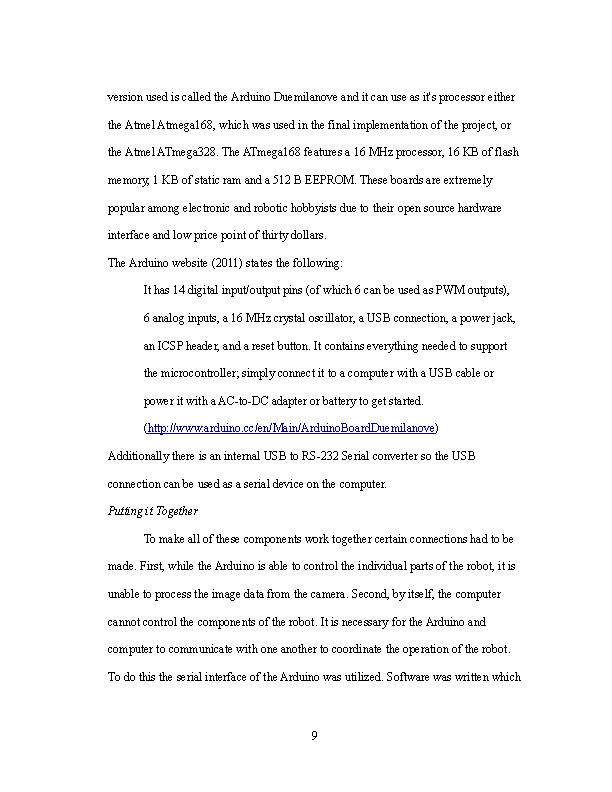 version used is called the Arduino Duemilanove and it can use as it's processor either
the Atmel Atmega168, which was used in the final implementation of the project, or
the Atmel ATmega328. The ATmega168 features a 16 MHz processor, 16 KB of flash
memory, 1 KB of static ram and a 512 B EEPROM. These boards are extremely
popular among electronic and robotic hobbyists due to their open source hardware
interface and low price point of thirty dollars.
The Arduino website (2011) states the following:
It has 14 digital input/output pins (of which 6 can be used as PWM outputs),
6 analog inputs, a 16 MHz crystal oscillator, a USB connection, a power jack,
an ICSP header, and a reset button. It contains everything needed to support
the microcontroller; simply connect it to a computer with a USB cable or
power it with a AC-to-DC adapter or battery to get started.
(http://www.arduino.cc/en/Main/ArduinoBoardDuemilanove)
Additionally there is an internal USB to RS-232 Serial converter so the USB
connection can be used as a serial device on the computer.
Putting it Together
To make all of these components work together certain connections had to be
made. First, while the Arduino is able to control the individual parts of the robot, it is
unable to process the image data from the camera. Second, by itself, the computer
cannot control the components of the robot. It is necessary for the Arduino and
computer to communicate with one another to coordinate the operation of the robot.
To do this the serial interface of the Arduino was utilized. Software was written which
9